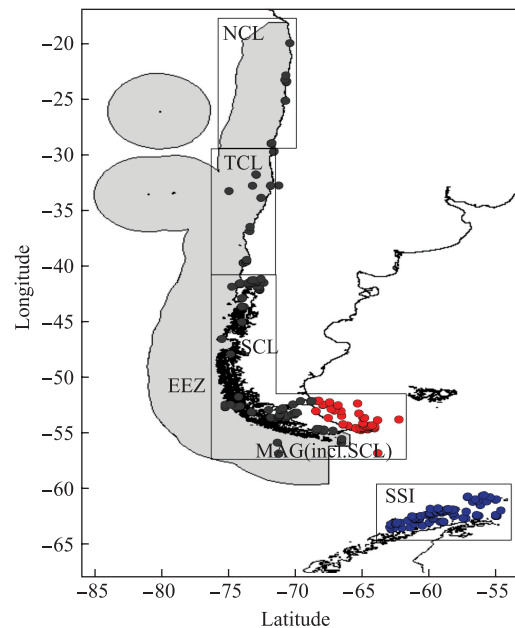 NCL
−20
−25
−30
TCL
−35
−40
Longitude
−45
SCL
EEZ
−50
−55
MAG(incl.SCL)
−60
SSI
−65
−85 −80 −75 −70 −65 −60 −55
Latitude